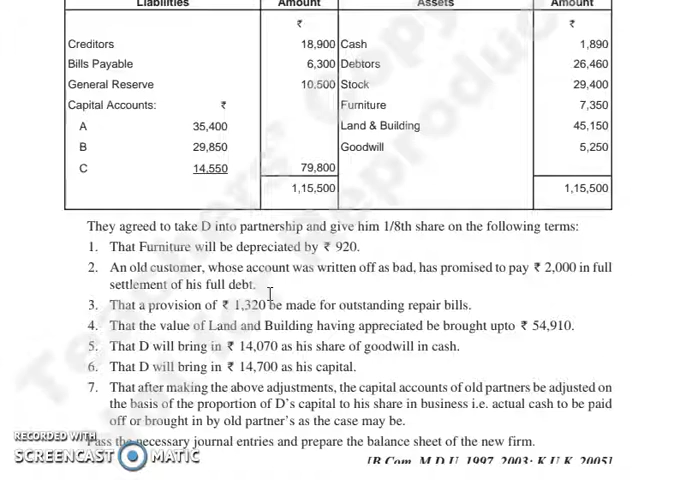 Liabilities Amount Assets Amount
₹ ₹
Creditors 18,900 Cash 1,890
Bills Payable 6,300 Debtors 26,460
General Reserve 10,500 Stock 29,400
Capital Accounts: ₹ Furniture 7,350
A 35,400 Land & Building 45,150
B 29,850 Goodwill 5,250
C 14,550 79,800
1,15,500 1,15,500
They agreed to take D into partnership and give him 1/8th share on the following terms:
1. That Furniture will be depreciated by ₹ 920.
2. An old customer, whose account was written off as bad, has promised to pay ₹ 2,000 in full
settlement of his full debt.
3. That a provision of ₹ 1,320 be made for outstanding repair bills.
4. That the value of Land and Building having appreciated be brought upto ₹ 54,910.
5. That D will bring in ₹ 14,070 as his share of goodwill in cash.
6. That D will bring in ₹ 14,700 as his capital.
7. That after making the above adjustments, the capital accounts of old partners be adjusted on
the basis of the proportion of D's capital to his share in business i.e. actual cash to be paid
off or brought in by old partner's as the case may be.
Pass the necessary journal entries and prepare the balance sheet of the new firm.
[B.Com. M.D.U. 1997, 2003; K.U.K. 2005]
RECORDED WITH
SCREENCAST MATIC